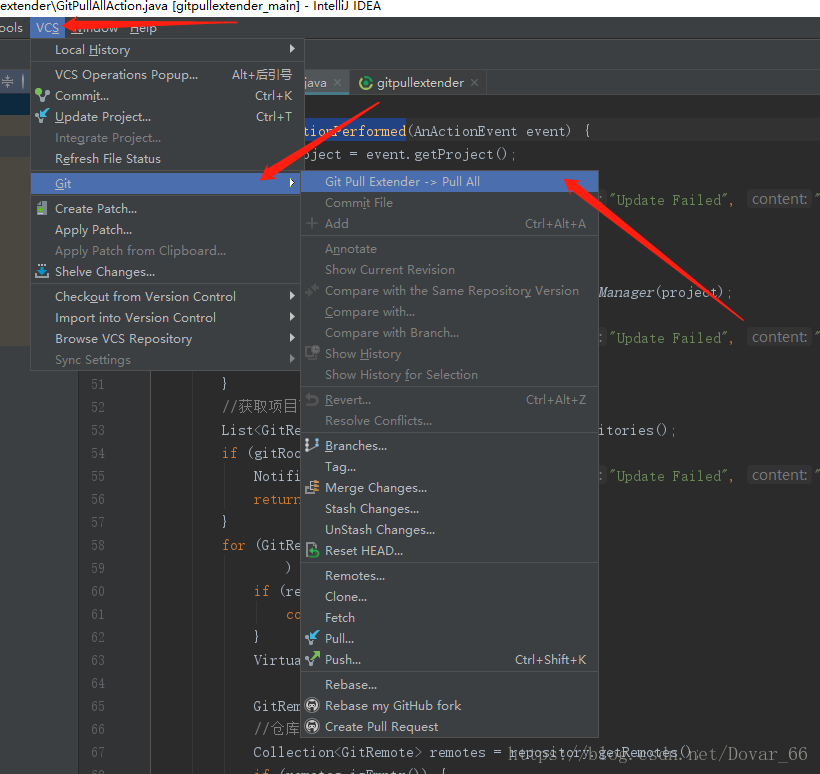 extender\GitPullAllAction.java [gitpullextender_main] - IntelliJ IDEA
ools VCS Window Help
Local History
VCS Operations Popup... Alt+后引号
Commit... Ctrl+K
Update Project... Ctrl+T
Integrate Project...
Refresh File Status
Git
Create Patch...
Apply Patch...
Apply Patch from Clipboard...
Shelve Changes...
Checkout from Version Control
Import into Version Control
Browse VCS Repository
Sync Settings
java gitpullextender
tionPerformed(AnActionEvent event) {
oject = event.getProject();
Git Pull Extender -> Pull All
Commit File
Add Ctrl+Alt+A
Annotate
Show Current Revision
Compare with the Same Repository Version
Compare with...
Compare with Branch...
Show History
Show History for Selection
Revert... Ctrl+Alt+Z
Resolve Conflicts...
Branches...
Tag...
Merge Changes...
Stash Changes...
UnStash Changes...
Reset HEAD...
Remotes...
Clone...
Fetch
Pull...
Push... Ctrl+Shift+K
Rebase...
Rebase my GitHub fork
Create Pull Request
: "Update Failed", content: "
Manager(project);
: "Update Failed", content: "
51 }
52 //获取项目
53 List<GitRe itories();
54 if (gitRoo
55 Notifi : "Update Failed", content: "
56 return
57 }
58 for (GitRe
59 )
60 if (re
61 co
62 }
63 Virtua
64
65 GitRem
66 //仓库
67 Collection<GitRemote> remotes = repository.getRemotes()
68 if (remotes.isEmpty()) {
https://blog.csdn.net/Dovar_66